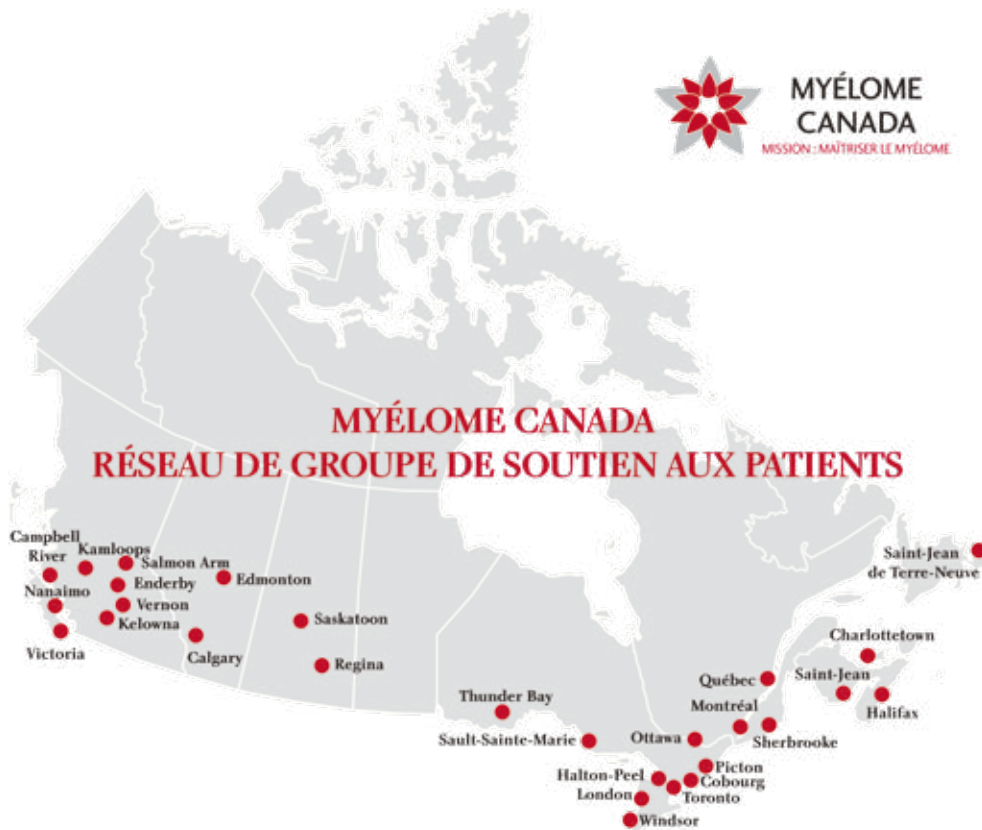 MYÉLOME
CANADA
MISSION : MAÎTRISER LE MYÉLOME
MYÉLOME CANADA
RÉSEAU DE GROUPE DE SOUTIEN AUX PATIENTS
Campbell
River
Kamloops
Salmon Arm
Enderby
Edmonton
Nanaimo
Vernon
Kelowna
Victoria
Calgary
Saskatoon
Regina
Saint-Jean
de Terre-Neuve
Charlottetown
Saint-Jean
Halifax
Québec
Montréal
Sherbrooke
Thunder Bay
Sault-Sainte-Marie
Ottawa
Picton
Cobourg
Halton-Peel
Toronto
London
Windsor